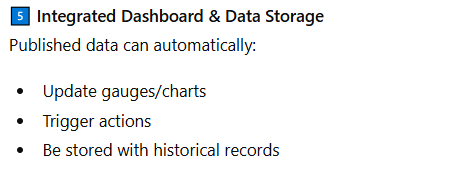 5 Integrated Dashboard & Data Storage
Published data can automatically:
• Update gauges/charts
• Trigger actions
• Be stored with historical records